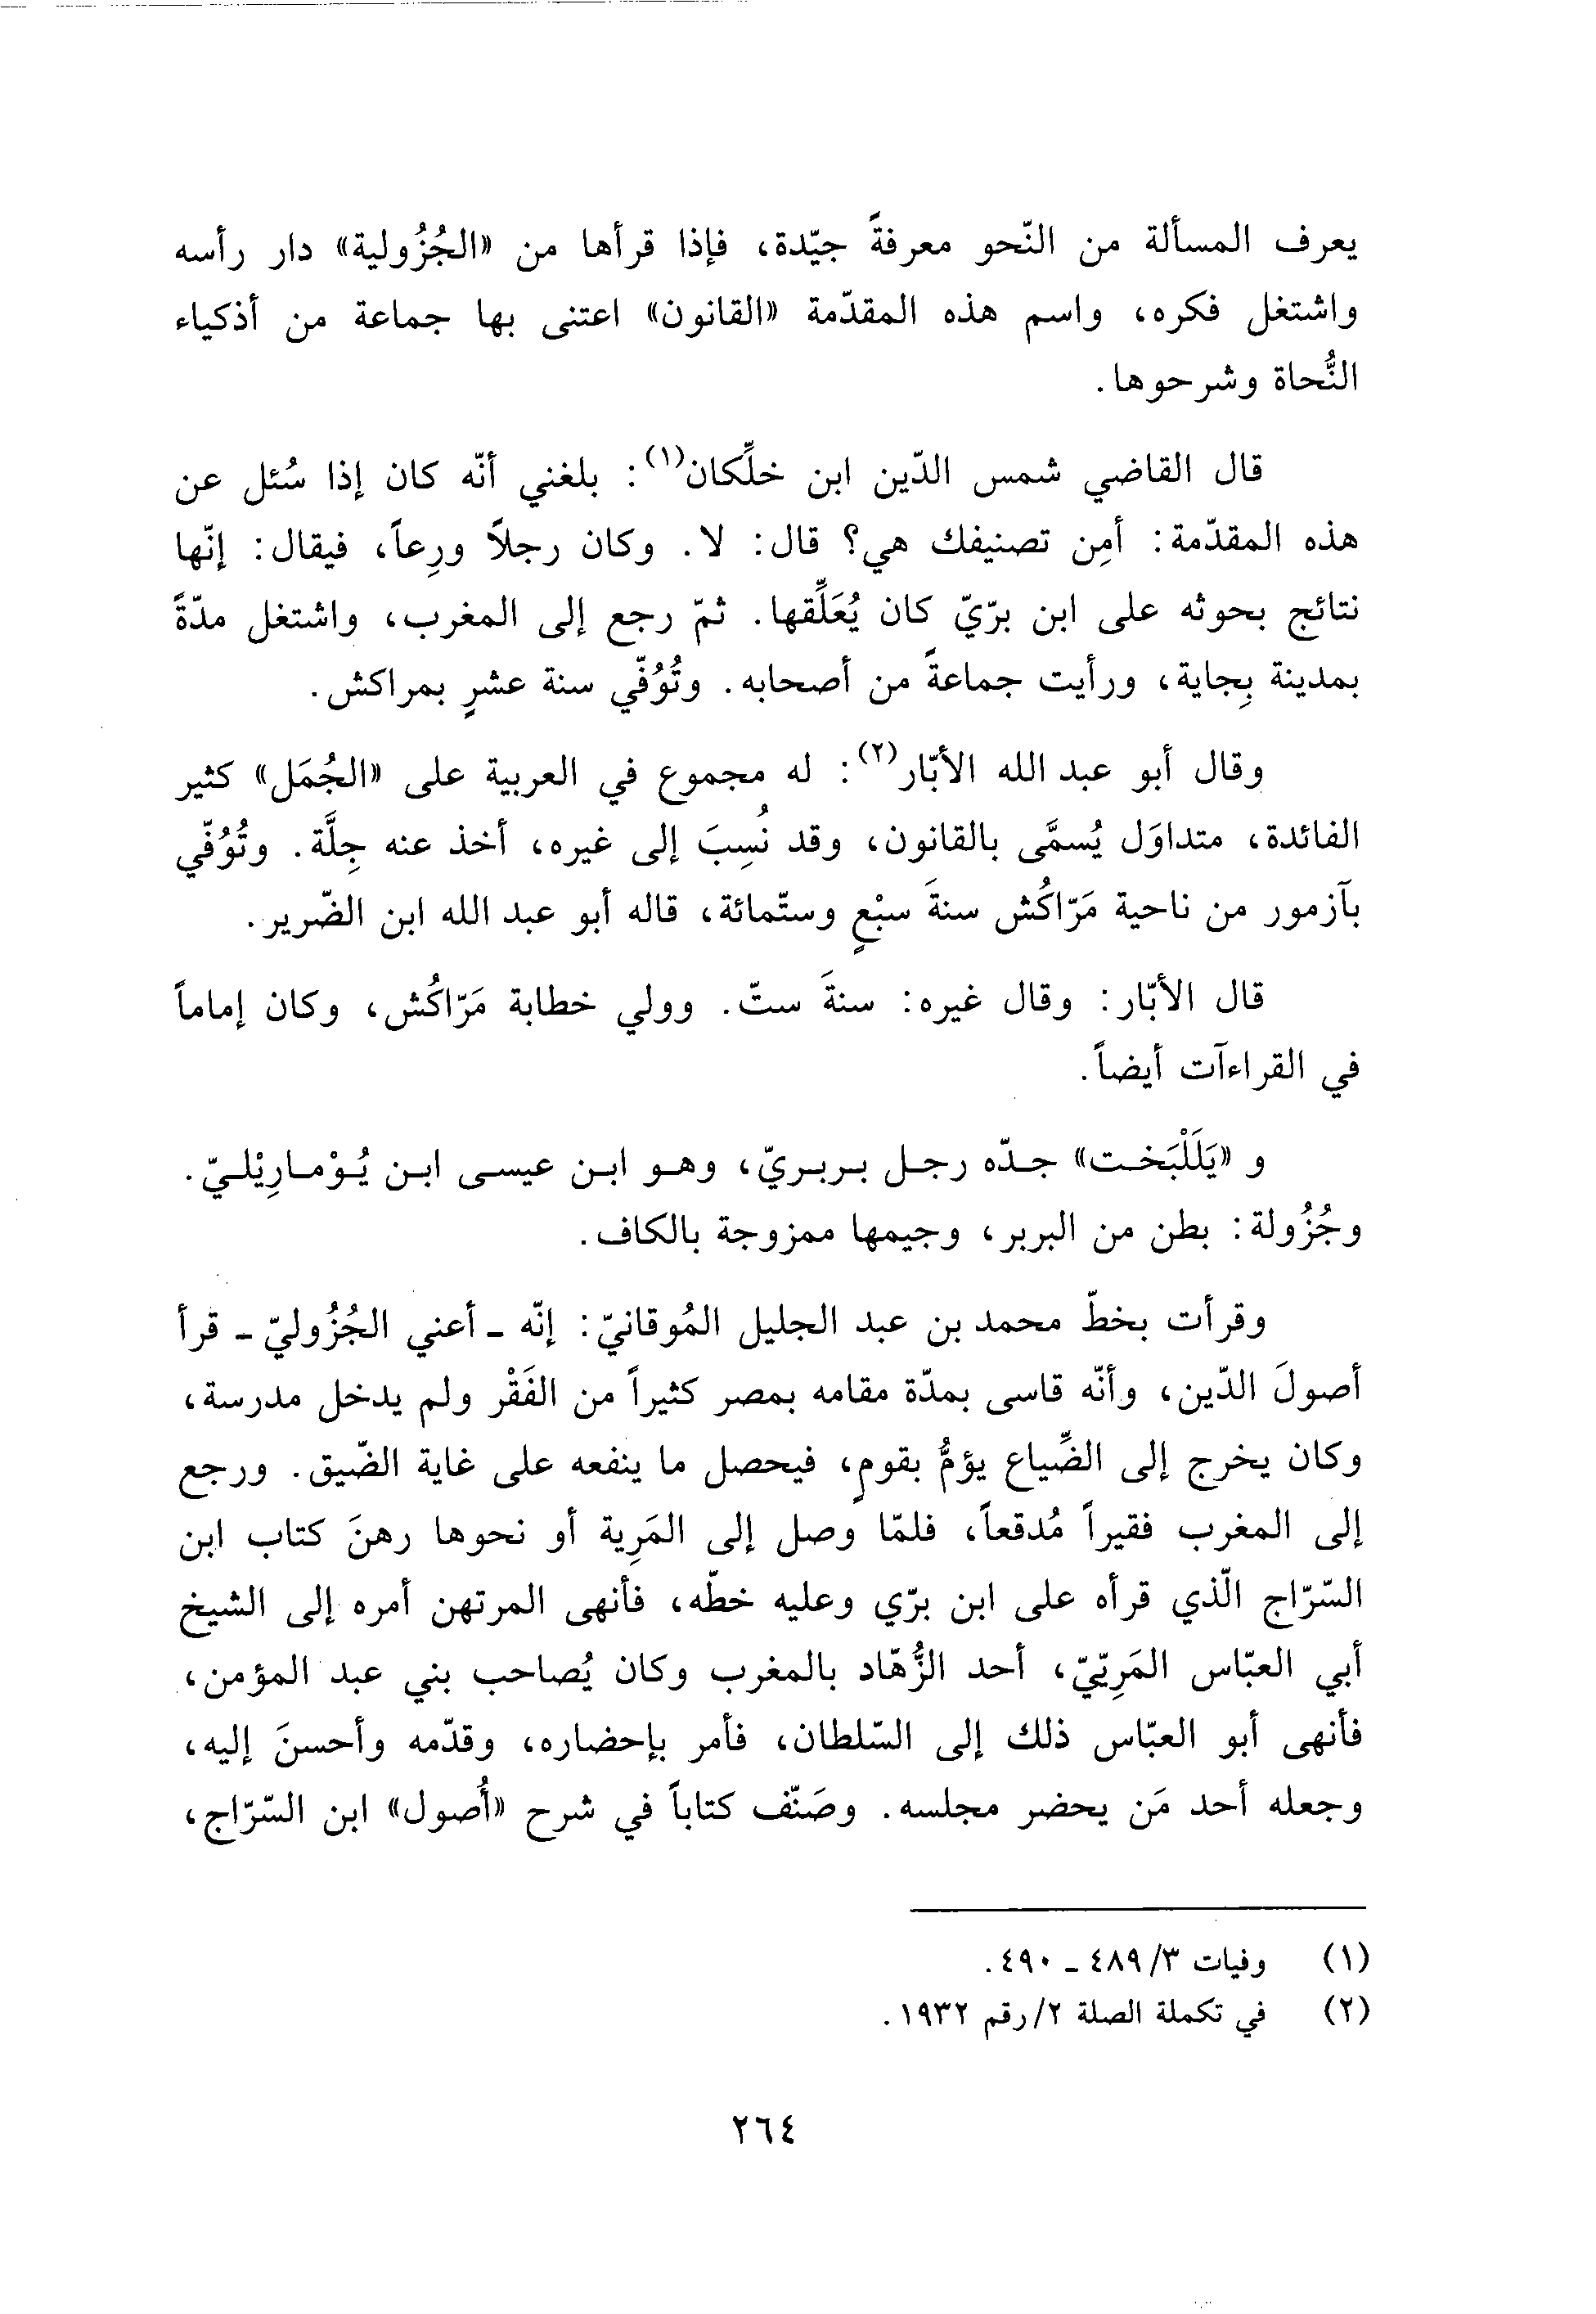 يعرف المسألة من النّحو معرفةً جيّدة، فإذا قرأها من «الجُزُولية» دار رأسه
واشتغل فكره، واسم هذه المقدّمة «القانون» اعتنى بها جماعة من أذكياء
النُّحاة وشرحوها.
قال القاضي شمس الدّين ابن خلِّكان(١): بلغني أنّه كان إذا سُئل عن
هذه المقدّمة: أمِن تصنيفك هي؟ قال: لا. وكان رجلاً ورِعاً، فيقال: إنّها
نتائج بحوثه على ابن برّيّ كان يُعَلِّقها. ثمّ رجع إلى المغرب، واشتغل مدّةً
بمدينة بِجاية، ورأيت جماعةً من أصحابه. وتُوُفّي سنة عشرٍ بمراكش.
وقال أبو عبد الله الأبّار(٢): له مجموع في العربية على «الجُمَل» كثير
الفائدة، متداوَل يُسمَّى بالقانون، وقد نُسِبَ إلى غيره، أخذ عنه جِلَّة. وتُوُفّي
بآزمور من ناحية مَرّاكُش سنةَ سبْعٍ وستّمائة، قاله أبو عبد الله ابن الضّرير.
قال الأبّار: وقال غيره: سنةَ ستّ. وولي خطابة مَرّاكُش، وكان إماماً
في القراءآت أيضاً.
و «يَلَلْبَخت» جدّه رجل بربريّ، وهو ابن عيسى ابن يُوْمارِيْليّ.
وجُزُولة: بطن من البربر، وجيمها ممزوجة بالكاف.
وقرأت بخطّ محمد بن عبد الجليل المُوقانيّ: إنّه - أعني الجُزُوليّ - قرأ
أصولَ الدّين، وأنّه قاسى بمدّة مقامه بمصر كثيراً من الفَقْر ولم يدخل مدرسة،
وكان يخرج إلى الضِّياع يؤمُّ بقومٍ، فيحصل ما ينفعه على غاية الضّيق. ورجع
إلى المغرب فقيراً مُدقعاً، فلمّا وصل إلى المَرِية أو نحوها رهنَ كتاب ابن
السّرّاج الّذي قرأه على ابن برّي وعليه خطّه، فأنهى المرتهن أمره إلى الشيخ
أبي العبّاس المَرِيّيّ، أحد الزُّهّاد بالمغرب وكان يُصاحب بني عبد المؤمن،
فأنهى أبو العبّاس ذلك إلى السّلطان، فأمر بإحضاره، وقدّمه وأحسنَ إليه،
وجعله أحد مَن يحضر مجلسه. وصَنّف كتاباً في شرح «أُصول» ابن السّرّاج،
(١) وفيات ٣/ ٤٨٩ - ٤٩٠.
(٢) في تكملة الصلة ٢/ رقم ١٩٣٢.
٢٦٤